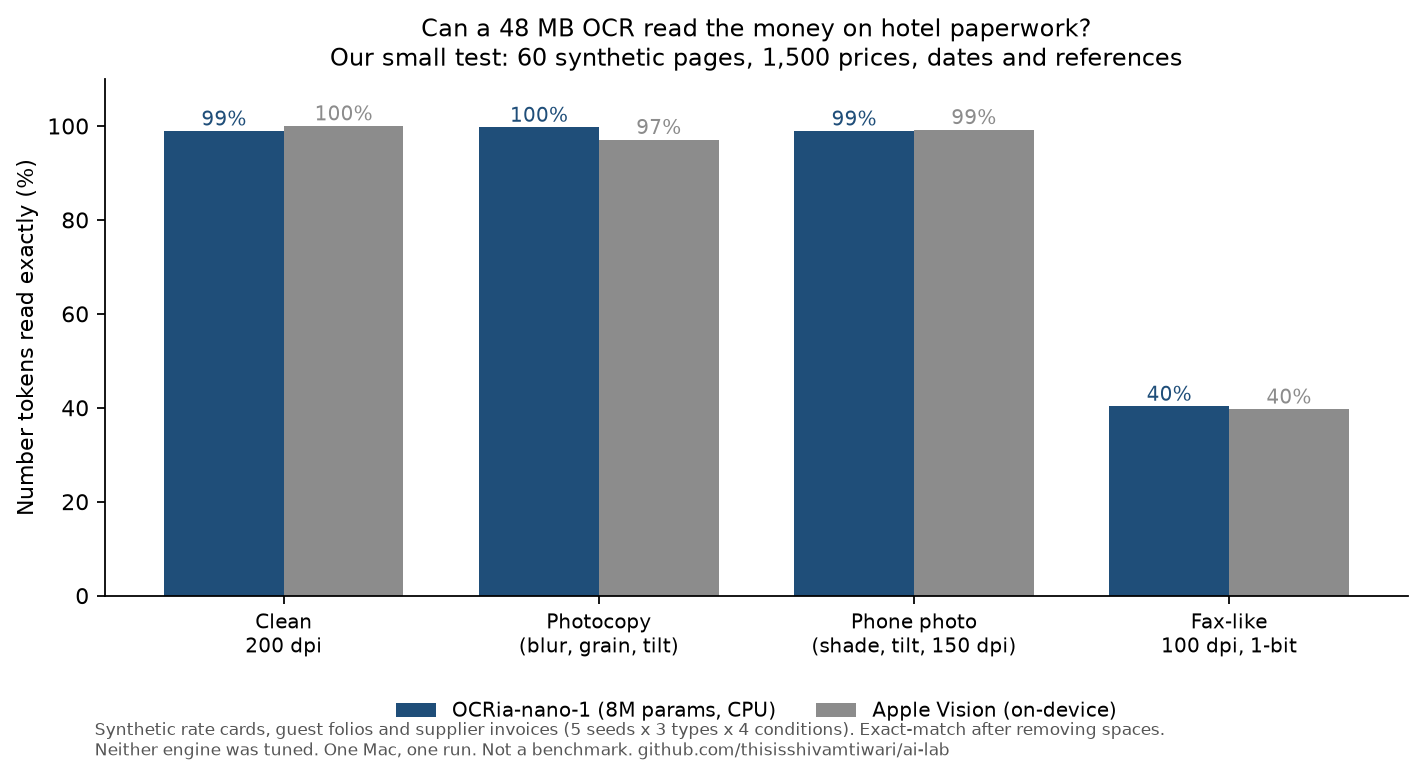 Can a 48 MB OCR read the money on hotel paperwork?
Our small test: 60 synthetic pages, 1,500 prices, dates and references
Number tokens read exactly (%)
100
80
60
40
20
0
99% 100%
100% 97%
99% 99%
40% 40%
Clean
200 dpi
Photocopy
(blur, grain, tilt)
Phone photo
(shade, tilt, 150 dpi)
Fax-like
100 dpi, 1-bit
OCRia-nano-1 (8M params, CPU) Apple Vision (on-device)
Synthetic rate cards, guest folios and supplier invoices (5 seeds x 3 types x 4 conditions). Exact-match after removing spaces.
Neither engine was tuned. One Mac, one run. Not a benchmark. github.com/thisisshivamtiwari/ai-lab